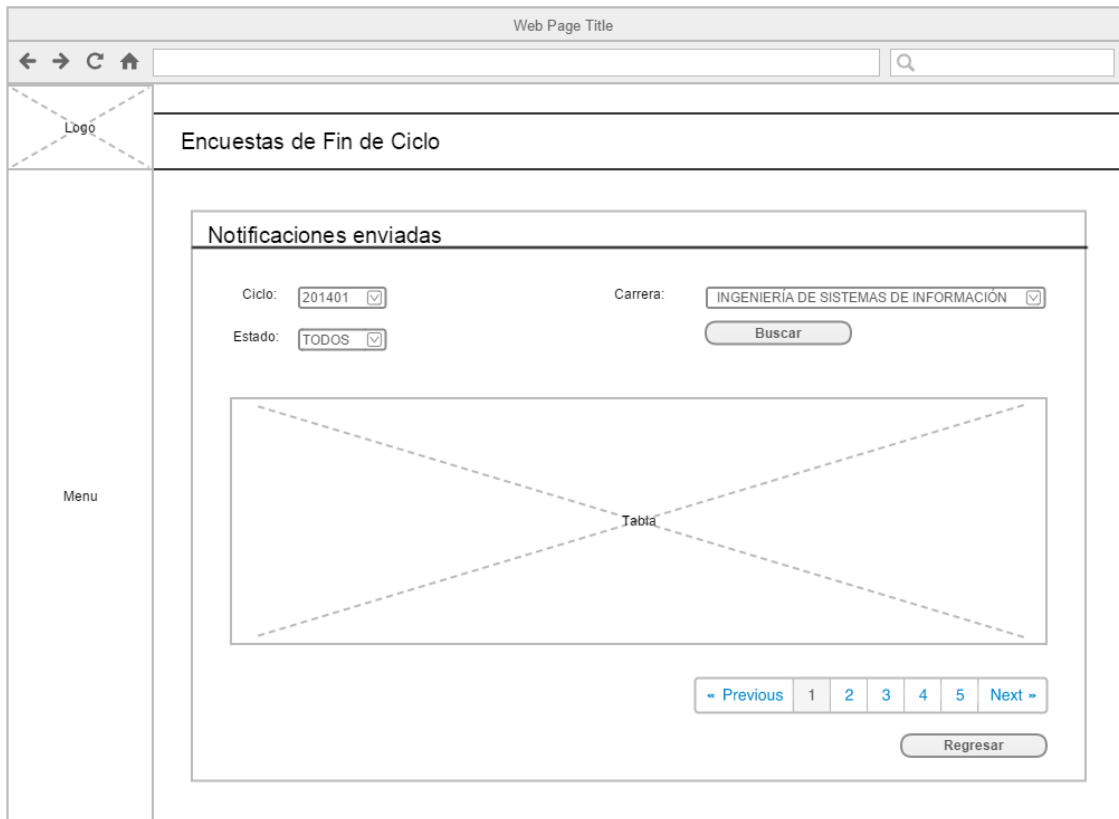 Web Page Title
Logo
Encuestas de Fin de Ciclo
Notificaciones enviadas
Ciclo: 201401 Carrera: INGENIERÍA DE SISTEMAS DE INFORMACIÓN
Estado: TODOS Buscar
Menu
Tabla
« Previous 1 2 3 4 5 Next »
Regresar